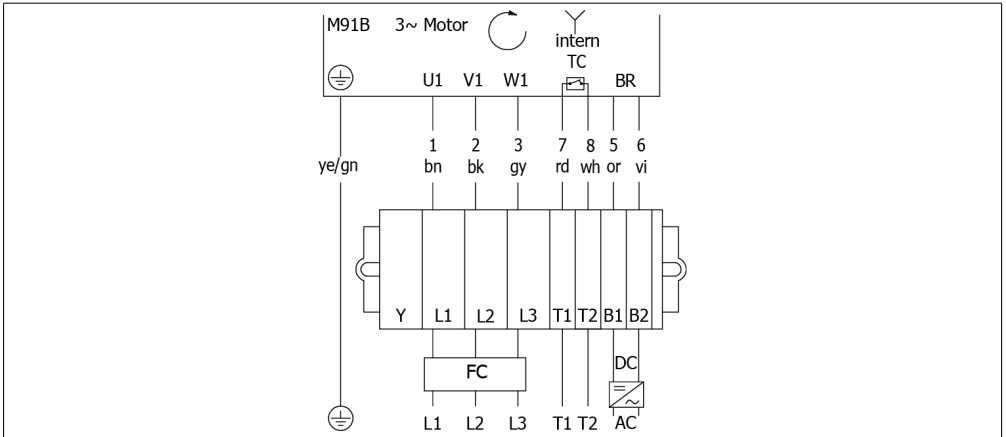 M91B 3~ Motor
intern
TC
U1 V1 W1 BR
1 2 3 7 8 5 6
ye/gn bn bk gy rd wh or vi
Y L1 L2 L3 T1 T2 B1 B2
FC DC
L1 L2 L3 T1 T2 AC